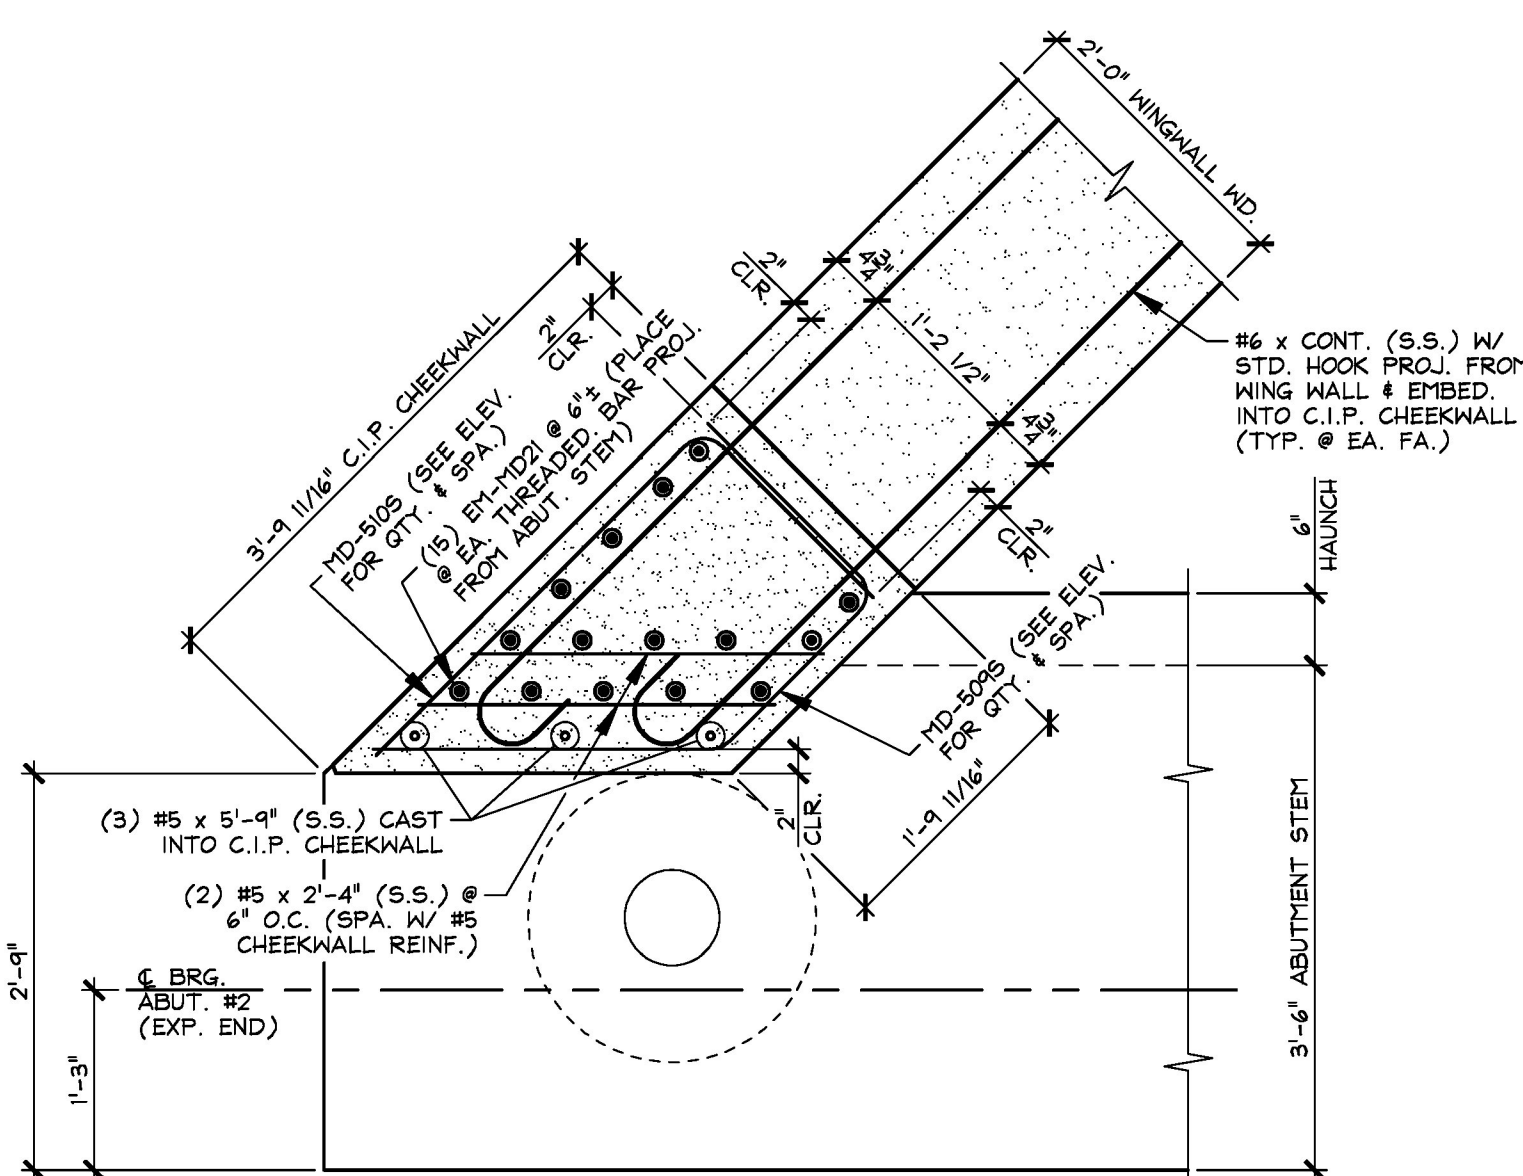 2'-0" WINGWALL WD.
2"
CLR.
4 3/4"
1'-2 1/2"
4 3/4"
2"
CLR.
#6 x CONT. (S.S.) W/
STD. HOOK PROJ. FROM
WING WALL & EMBED.
INTO C.I.P. CHEEKWALL
(TYP. @ EA. FA.)
3'-9 11/16" C.I.P. CHEEKWALL
2"
CLR.
MD-510S (SEE ELEV.
FOR QTY. & SPA.)
(15) EM-MD21 @ 6"± (PLACE
@ EA. THREADED. BAR PROJ.
FROM ABUT. STEM)
6"
HAUNCH
MD-509S (SEE ELEV.
FOR QTY. & SPA.)
1'-9 11/16"
2"
CLR.
(3) #5 x 5'-9" (S.S.) CAST
INTO C.I.P. CHEEKWALL
(2) #5 x 2'-4" (S.S.) @
6" O.C. (SPA. W/ #5
CHEEKWALL REINF.)
2'-9"
℄ BRG.
ABUT. #2
(EXP. END)
1'-3"
3'-6" ABUTMENT STEM